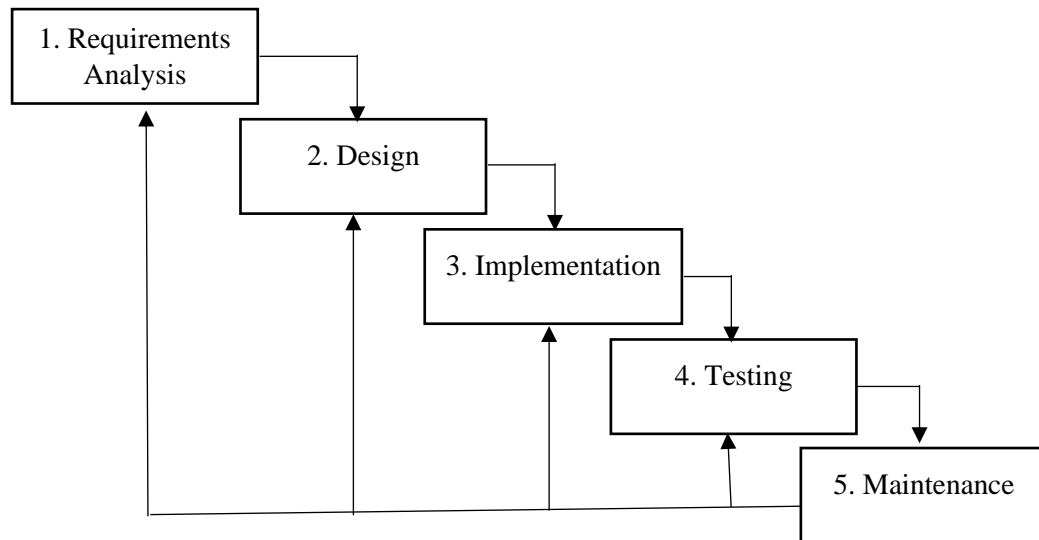 1. Requirements
Analysis
2. Design
3. Implementation
4. Testing
5. Maintenance